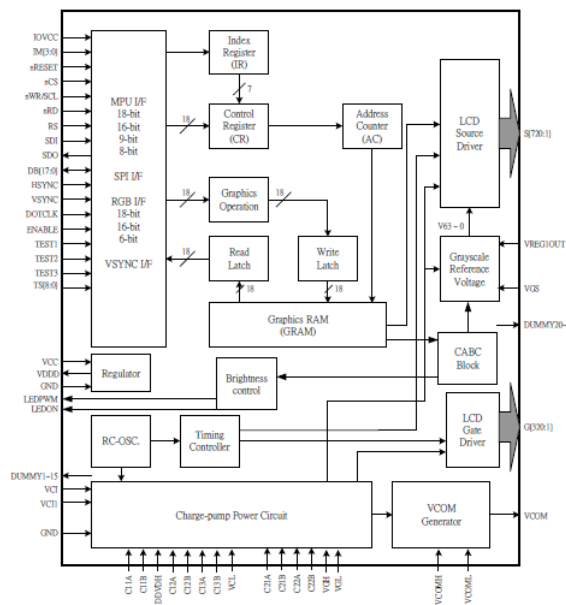 IOVCC
IM[3:0]
nRESET
nCS
nWR/SCL
nRD
RS
SDI
SDO
DB[17:0]
HSYNC
VSYNC
DOTCLK
ENABLE
TEST1
TEST2
TEST3
TS[8:0]
MPU I/F
18-bit
16-bit
9-bit
8-bit
SPI I/F
RGB I/F
18-bit
16-bit
6-bit
VSYNC I/F
Index
Register
(IR)
7
18
Control
Register
(CR)
Address
Counter
(AC)
LCD
Source
Driver
S[720:1]
18
Graphics
Operation
18
18
Read
Latch
Write
Latch
18
18
Graphics RAM
(GRAM)
V63 ~ 0
Grayscale
Reference
Voltage
VREG1OUT
VGS
DUMMY20~
CABC
Block
VCC
VDDD
GND
LEDPWM
LEDON
Regulator
Brightness
control
RC-OSC.
Timing
Controller
LCD
Gate
Driver
G[320:1]
DUMMY1~15
VCI
VCI1
GND
Charge-pump Power Circuit
VCOM
Generator
VCOM
C11A
C11B
DDVDH
C12A
C12B
C13A
C13B
VCL
C21A
C21B
C22A
C22B
VGH
VGL
VCOMH
VCOML